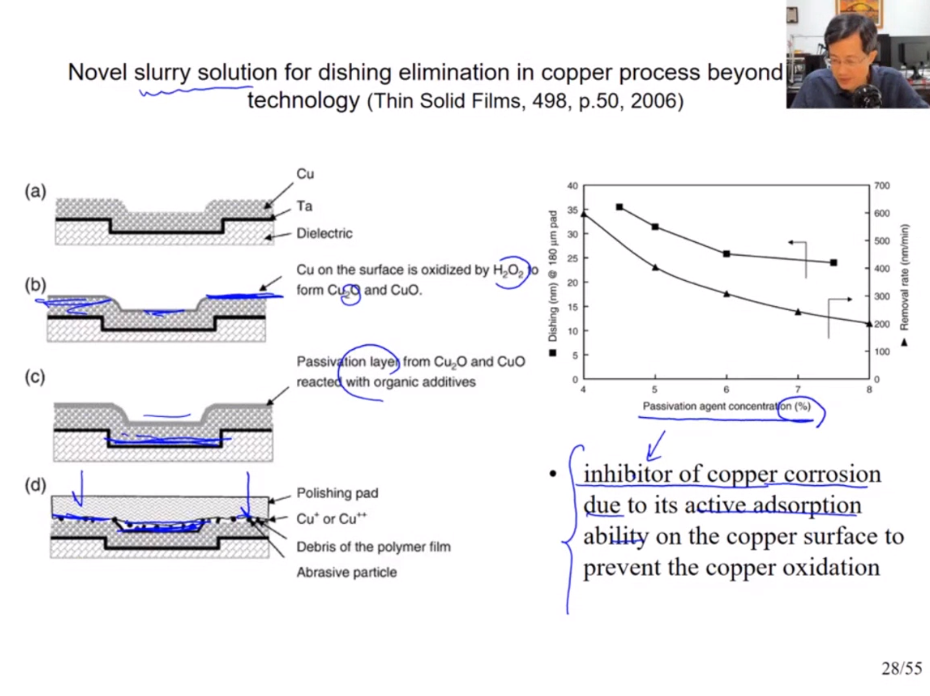 Novel slurry solution for dishing elimination in copper process beyond
technology (Thin Solid Films, 498, p.50, 2006)
(a)
Cu
Ta
Dielectric
(b)
Cu on the surface is oxidized by H₂O₂ to
form Cu₂O and CuO.
(c)
Passivation layer from Cu₂O and CuO
reacted with organic additives
(d)
Polishing pad
Cu⁺ or Cu⁺⁺
Debris of the polymer film
Abrasive particle
■ Dishing (nm) @ 180 μm pad
40
35
30
25
20
15
10
5
0
4
5
6
7
8
700
600
500
400
300
200
100
0
▲ Removal rate (nm/min)
Passivation agent concentration (%)
• inhibitor of copper corrosion
due to its active adsorption
ability on the copper surface to
prevent the copper oxidation
28/55